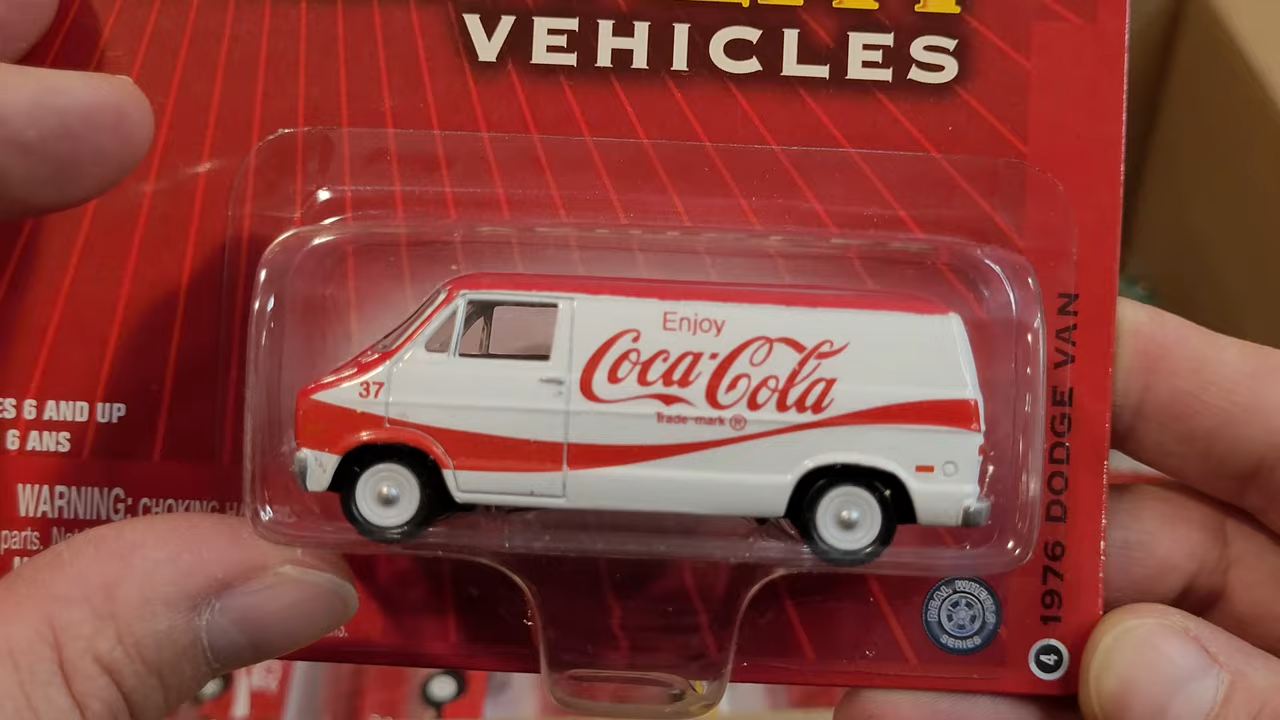 VEHICLES
Enjoy
Coca-Cola
Trade-mark ®
37
ES 6 AND UP
6 ANS
WARNING: CHOKING
parts.
1976 DODGE VAN
REAL WHEELS
SERIES
4